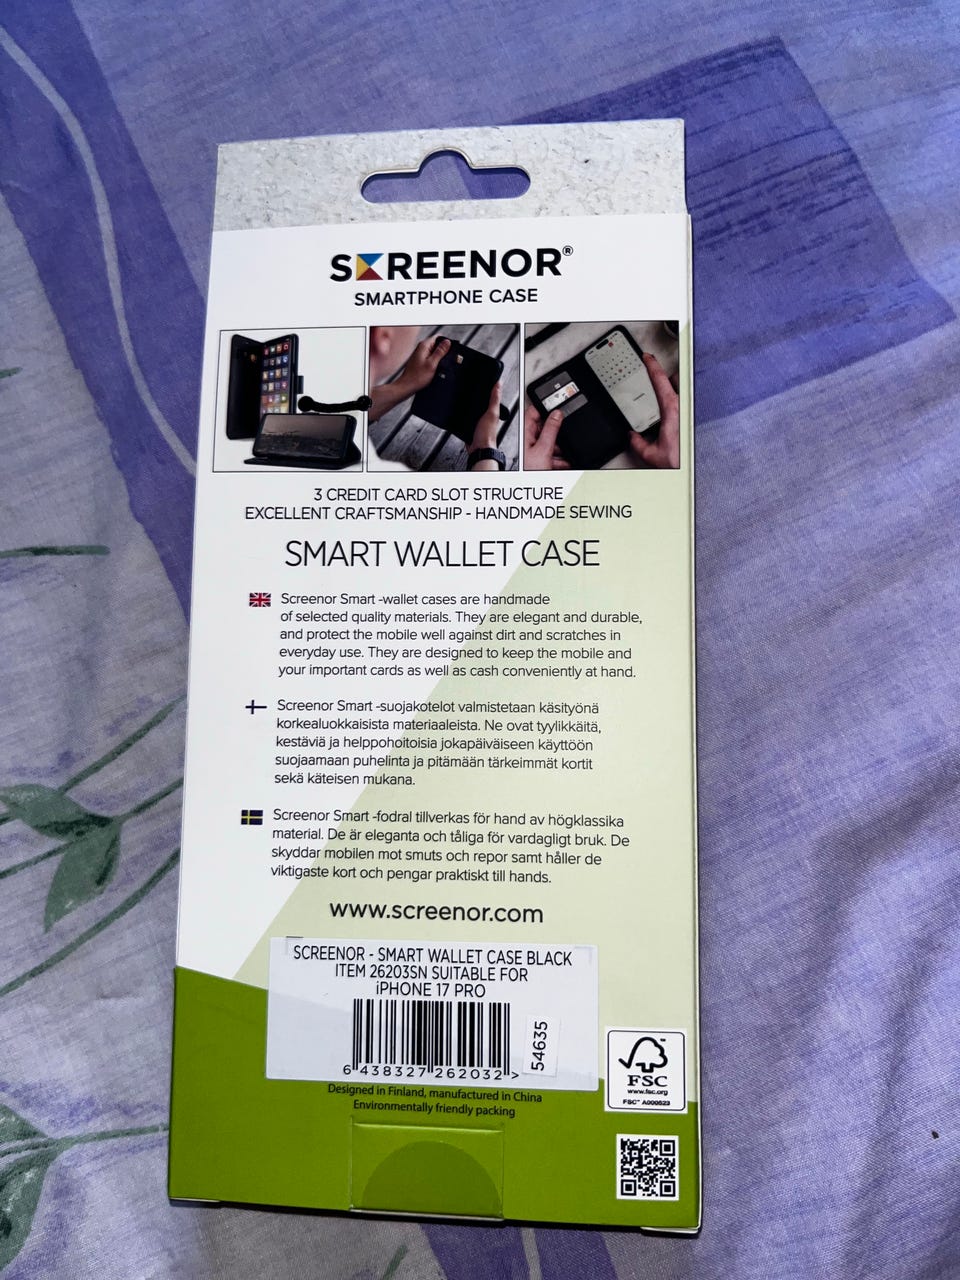 SCREENOR®
SMARTPHONE CASE
3 CREDIT CARD SLOT STRUCTURE
EXCELLENT CRAFTSMANSHIP - HANDMADE SEWING
SMART WALLET CASE
Screenor Smart -wallet cases are handmade
of selected quality materials. They are elegant and durable,
and protect the mobile well against dirt and scratches in
everyday use. They are designed to keep the mobile and
your important cards as well as cash conveniently at hand.
Screenor Smart -suojakotelot valmistetaan käsityönä
korkealuokkaisista materiaaleista. Ne ovat tyylikkäitä,
kestäviä ja helppohoitoisia jokapäiväiseen käyttöön
suojaamaan puhelinta ja pitämään tärkeimmät kortit
sekä käteisen mukana.
Screenor Smart -fodral tillverkas för hand av högklassika
material. De är eleganta och tåliga för vardagligt bruk. De
skyddar mobilen mot smuts och repor samt håller de
viktigaste kort och pengar praktiskt till hands.
www.screenor.com
SCREENOR - SMART WALLET CASE BLACK
ITEM 26203SN SUITABLE FOR
iPHONE 17 PRO
54635
6 438327 262032 >
Designed in Finland, manufactured in China
Environmentally friendly packing
FSC
www.fsc.org
FSC™ A000523